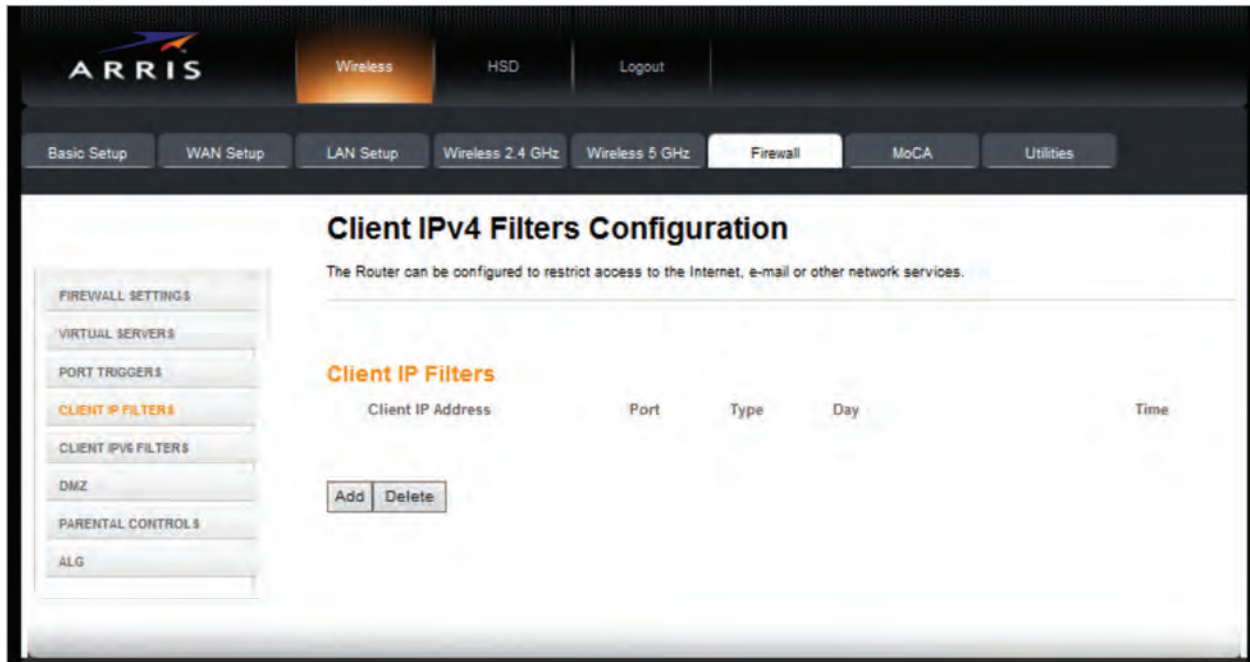 ARRIS
Wireless HSD Logout
Basic Setup WAN Setup LAN Setup Wireless 2.4 GHz Wireless 5 GHz Firewall MoCA Utilities
Client IPv4 Filters Configuration
The Router can be configured to restrict access to the Internet, e-mail or other network services.
FIREWALL SETTINGS
VIRTUAL SERVERS
PORT TRIGGERS
CLIENT IP FILTERS
CLIENT IPV6 FILTERS
DMZ
PARENTAL CONTROLS
ALG
Client IP Filters
Client IP Address Port Type Day Time
Add Delete